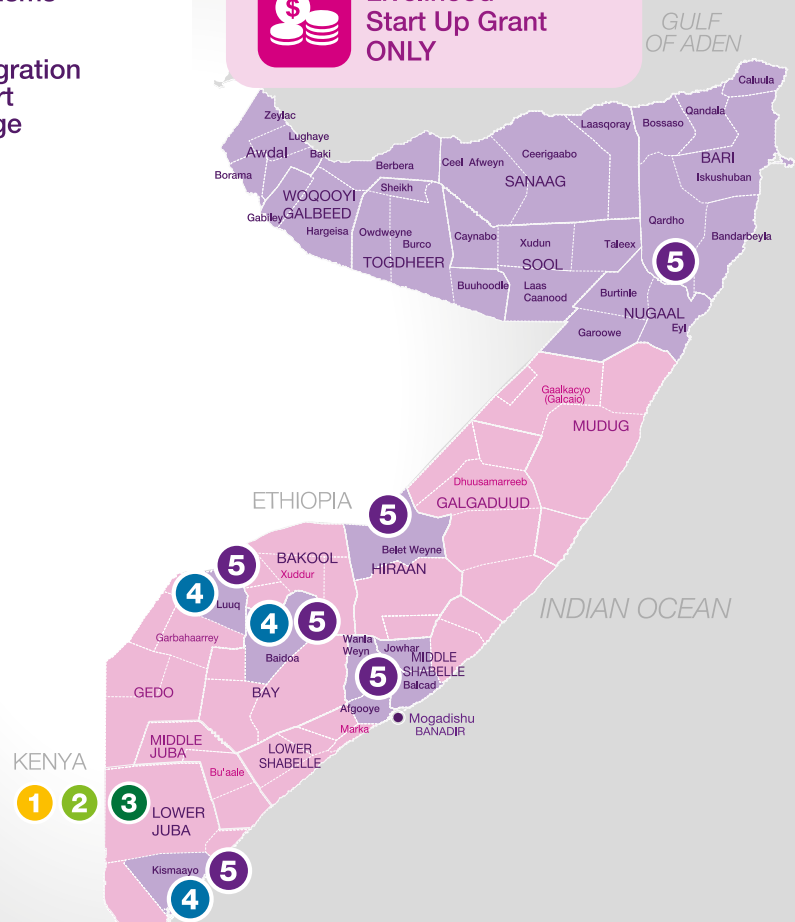 Start Up Grant
ONLY
$
GULF
OF ADEN
Caluula
Qandala
Bossaso
Laasqoray
Zeylac
Lughaye
Awdal
Baki
Borama
Berbera
Ceel Afweyn
Ceerigaabo
SANAAG
BARI
Iskushuban
Sheikh
WOQOOYI
GALBEED
Gabiley
Hargeisa
Owdweyne
Burco
TOGDHEER
Caynabo
Xudun
SOOL
Taleex
Qardho
Bandarbeyla
5
Buuhoodle
Laas
Caanood
Burtinle
NUGAAL
Eyl
Garoowe
Gaalkacyo
(Galcaio)
MUDUG
Dhuusamarreeb
GALGADUUD
ETHIOPIA
5
Belet Weyne
HIRAAN
BAKOOL
Xuddur
5
4
Luuq
4
5
Garbahaarrey
Baidoa
INDIAN OCEAN
Wanla
Weyn
Jowhar
MIDDLE
SHABELLE
5
Balcad
GEDO
BAY
Afgooye
Marka
Mogadishu
BANADIR
MIDDLE
JUBA
LOWER
SHABELLE
Bu'aale
KENYA
1
2
3
LOWER
JUBA
Kismaayo
5
4